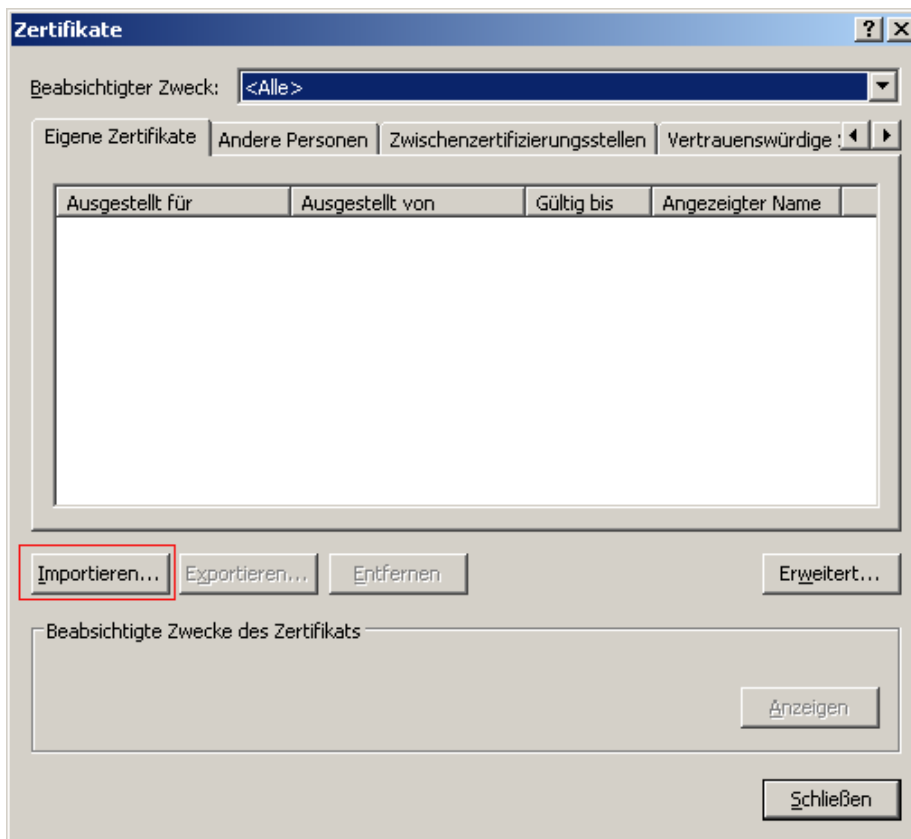 Zertifikate
Beabsichtigter Zweck: <Alle>
Eigene Zertifikate Andere Personen Zwischenzertifizierungsstellen Vertrauenswürdige
Ausgestellt für Ausgestellt von Gültig bis Angezeigter Name
Importieren... Exportieren... Entfernen Erweitert...
Beabsichtigte Zwecke des Zertifikats
Anzeigen
Schließen